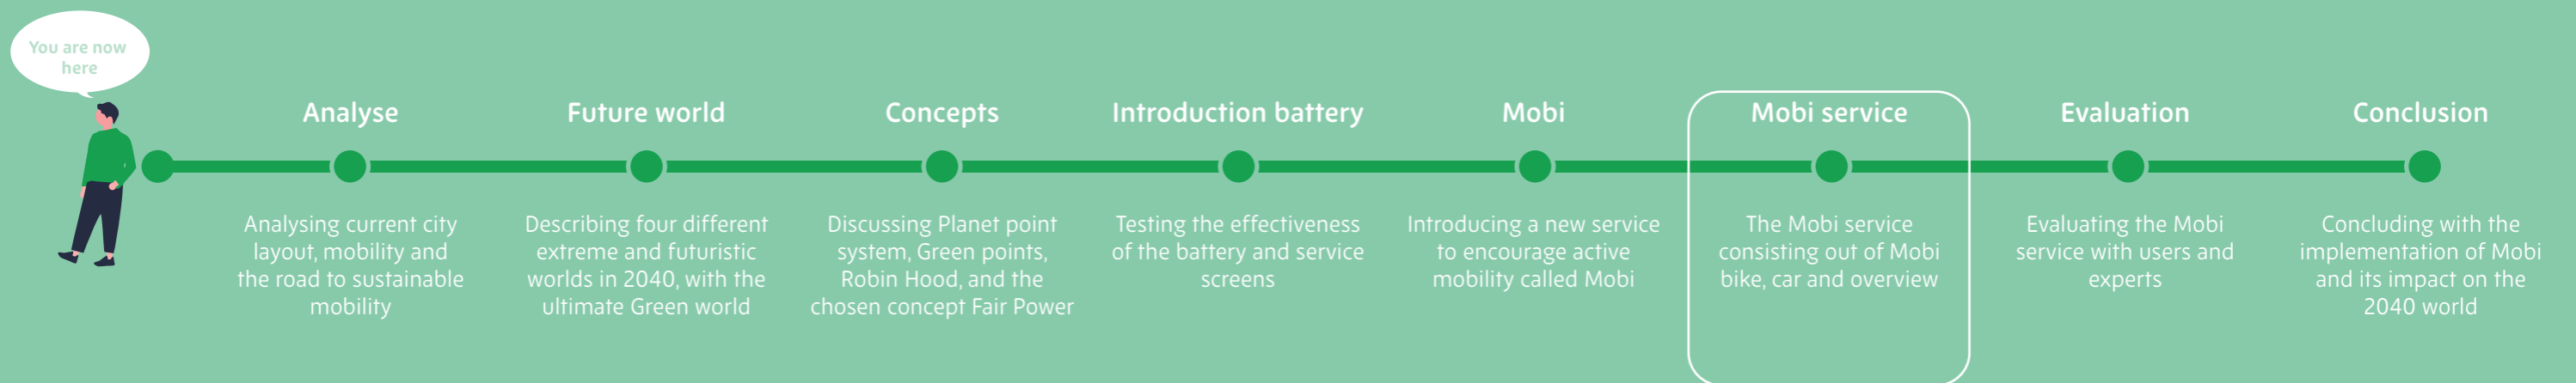 You are now
here
Analyse
Analysing current city
layout, mobility and
the road to sustainable
mobility
Future world
Describing four different
extreme and futuristic
worlds in 2040, with the
ultimate Green world
Concepts
Discussing Planet point
system, Green points,
Robin Hood, and the
chosen concept Fair Power
Introduction battery
Testing the effectiveness
of the battery and service
screens
Mobi
Introducing a new service
to encourage active
mobility called Mobi
Mobi service
The Mobi service
consisting out of Mobi
bike, car and overview
Evaluation
Evaluating the Mobi
service with users and
experts
Conclusion
Concluding with the
implementation of Mobi
and its impact on the
2040 world